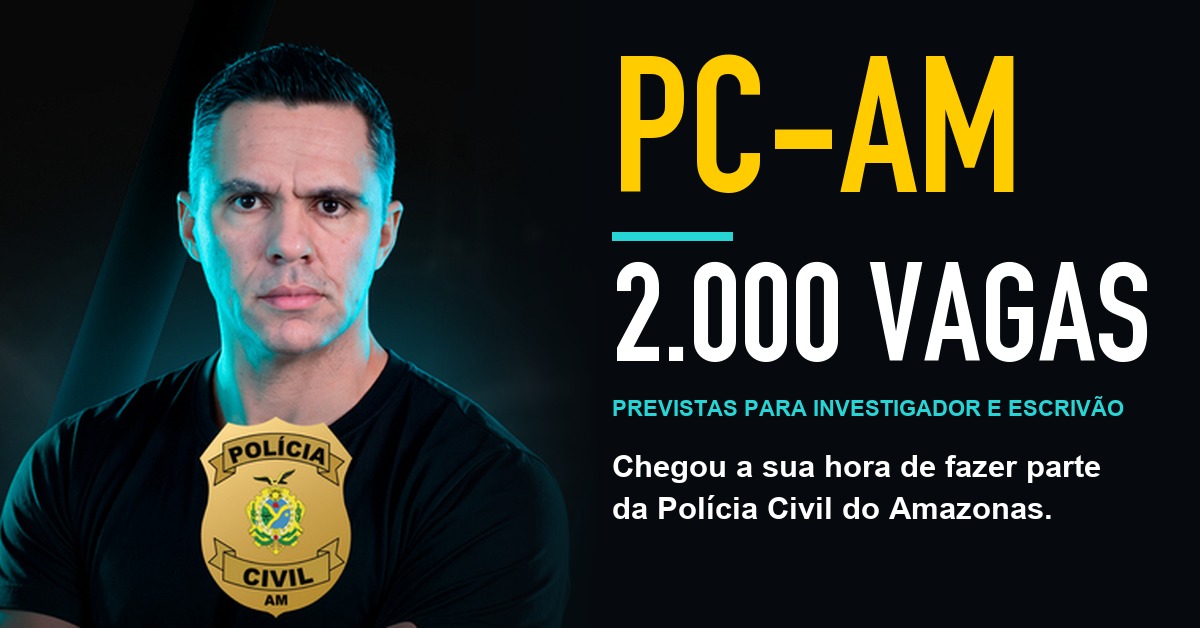 PC-AM
2.000 VAGAS
PREVISTAS PARA INVESTIGADOR E ESCRIVÃO
Chegou a sua hora de fazer parte
da Polícia Civil do Amazonas.
POLÍCIA
CIVIL
AM